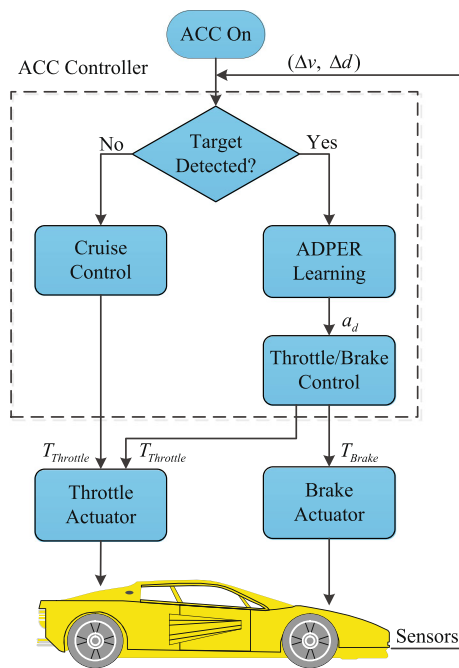 ACC On
ACC Controller
(Δv, Δd)
No
Target
Detected?
Yes
Cruise
Control
ADPER
Learning
a_d
Throttle/Brake
Control
T_Throttle
T_Throttle
T_Brake
Throttle
Actuator
Brake
Actuator
Sensors